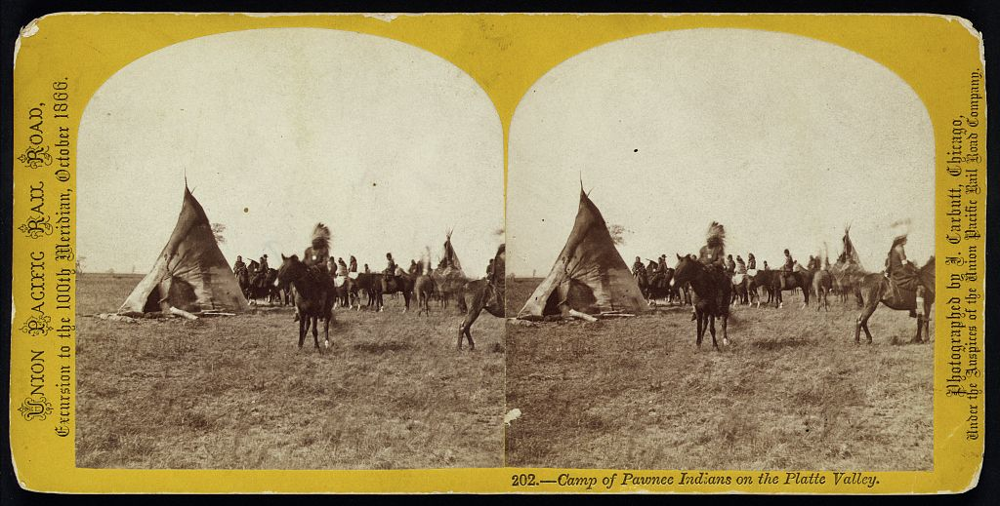 UNION PACIFIC RAIL ROAD,
Excursion to the 100th Meridian, October 1866.
202.—Camp of Pawnee Indians on the Platte Valley.
Photographed by J. Carbutt, Chicago,
Under the Auspices of the Union Pacific Rail Road Company.